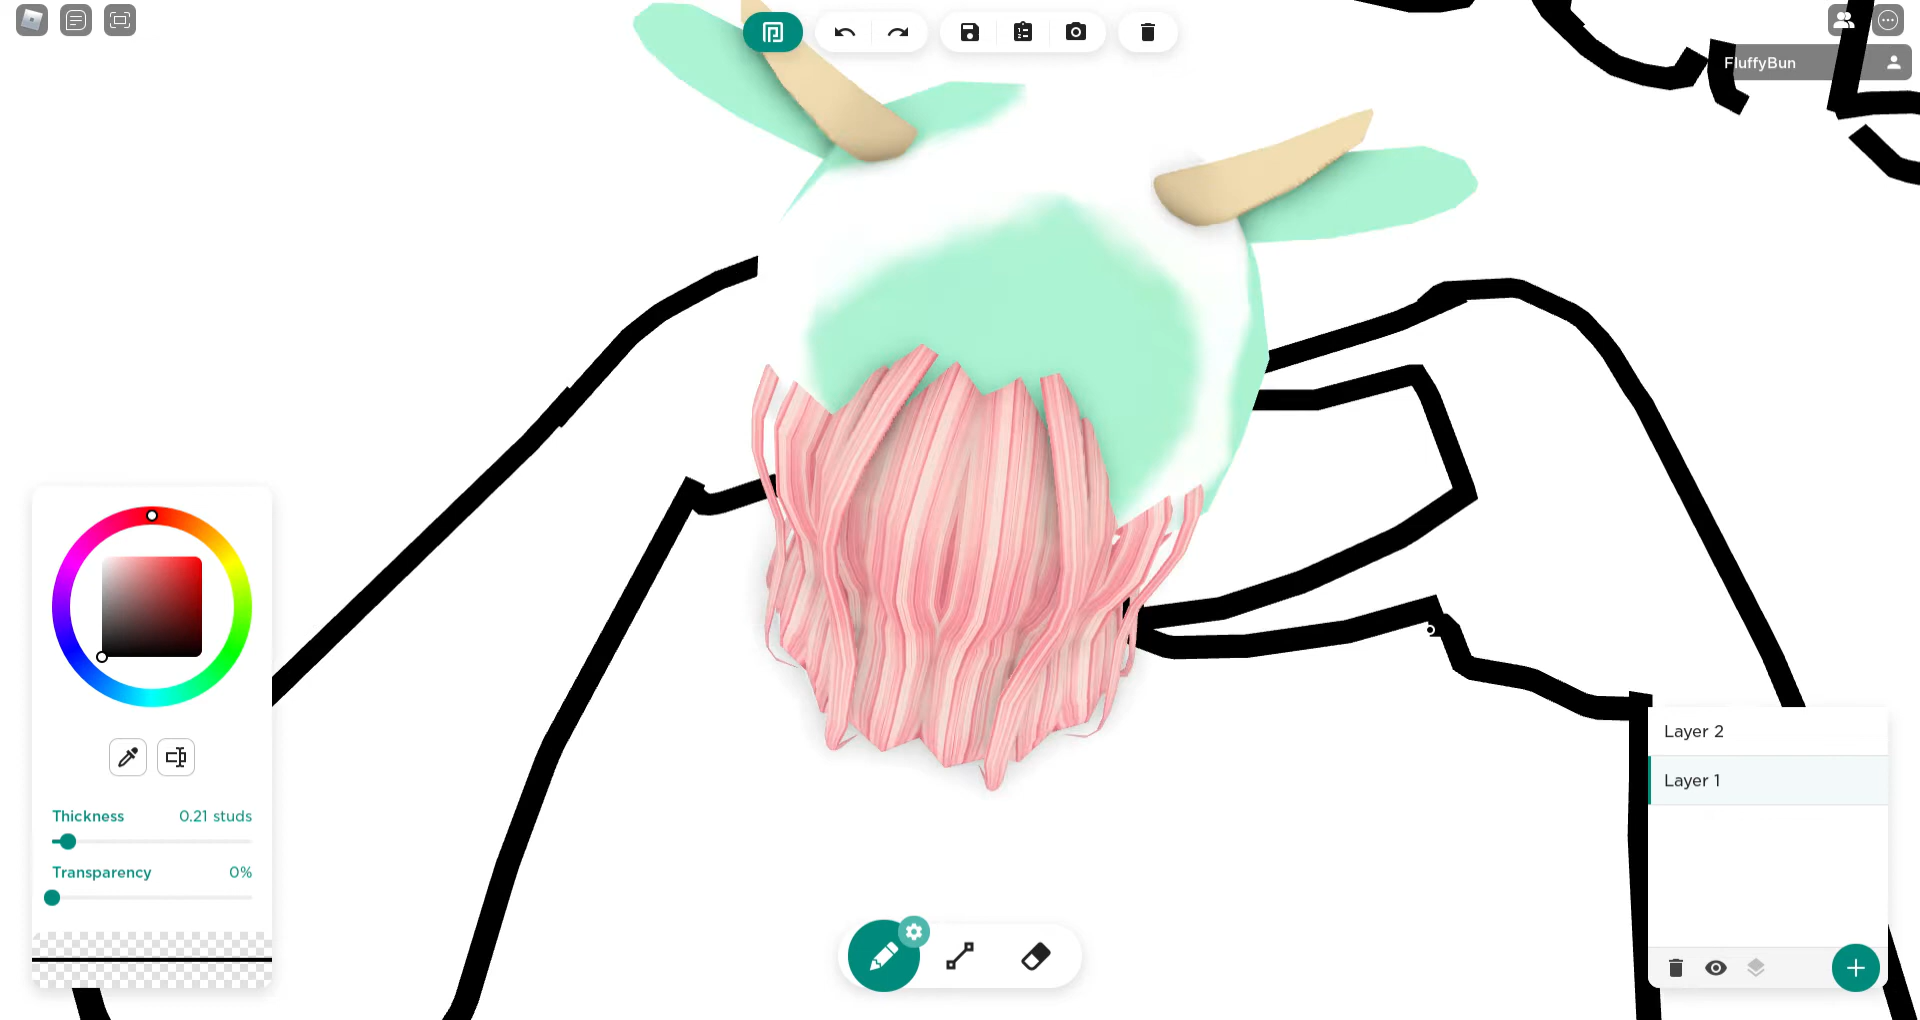 FluffyBun
Thickness 0.21 studs
Transparency 0%
Layer 2
Layer 1